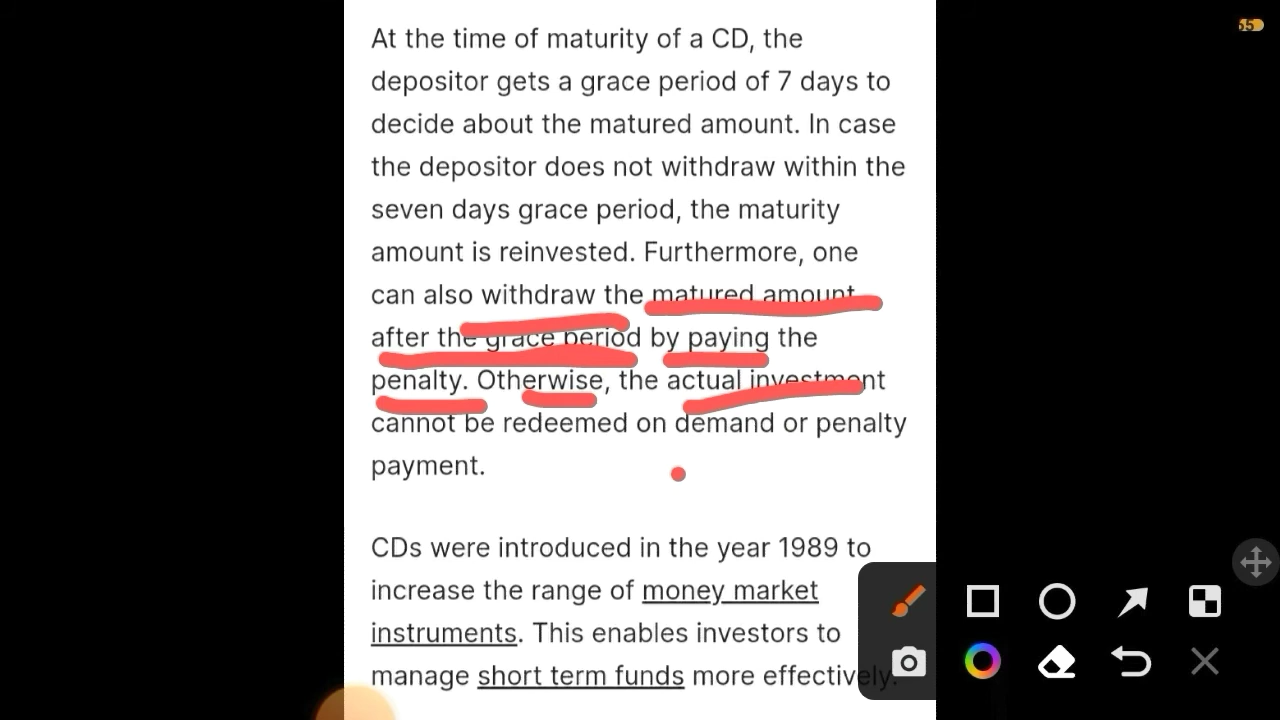 At the time of maturity of a CD, the
depositor gets a grace period of 7 days to
decide about the matured amount. In case
the depositor does not withdraw within the
seven days grace period, the maturity
amount is reinvested. Furthermore, one
can also withdraw the matured amount
after the grace period by paying the
penalty. Otherwise, the actual investment
cannot be redeemed on demand or penalty
payment.
CDs were introduced in the year 1989 to
increase the range of money market
instruments. This enables investors to
manage short term funds more effectively.